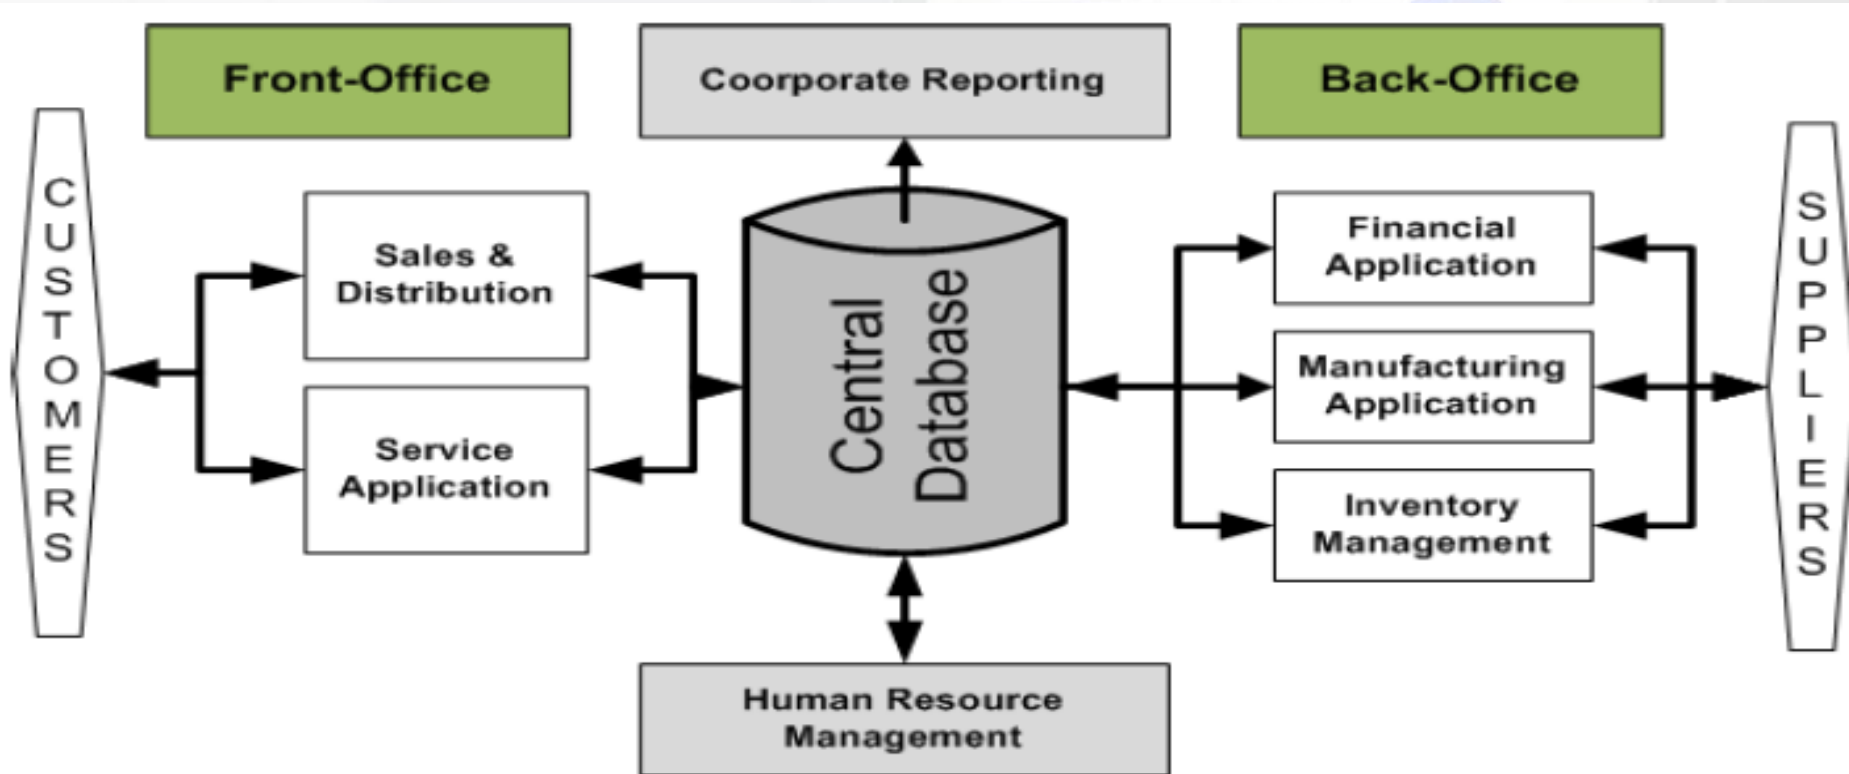 Front-Office
Coorporate Reporting
Back-Office
CUSTOMERS
Sales &
Distribution
Service
Application
Central
Database
Financial
Application
Manufacturing
Application
Inventory
Management
SUPPLIERS
Human Resource
Management